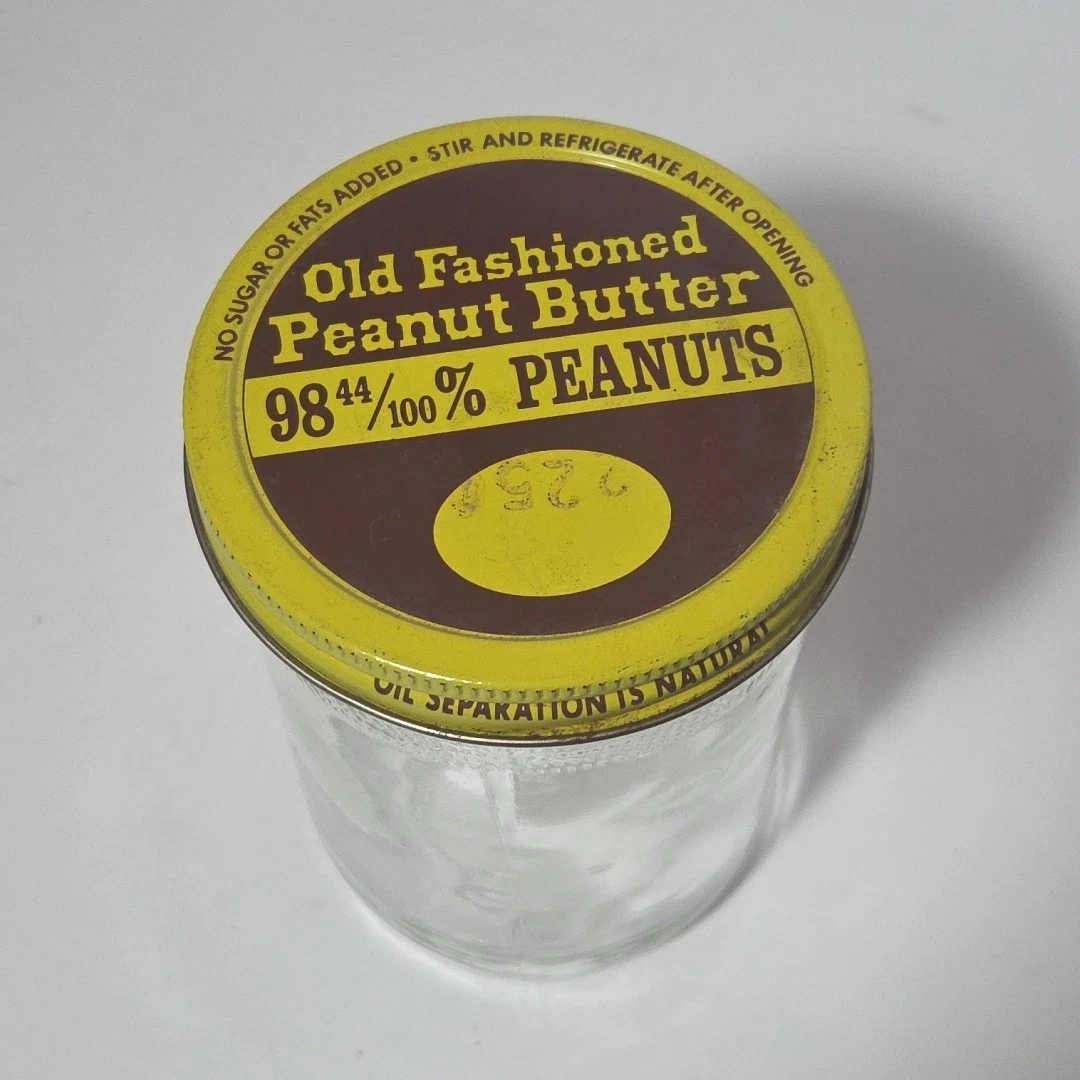 NO SUGAR OR FATS ADDED • STIR AND REFRIGERATE AFTER OPENING
Old Fashioned
Peanut Butter
98 44/100 % PEANUTS
OIL SEPARATION IS NATURAL